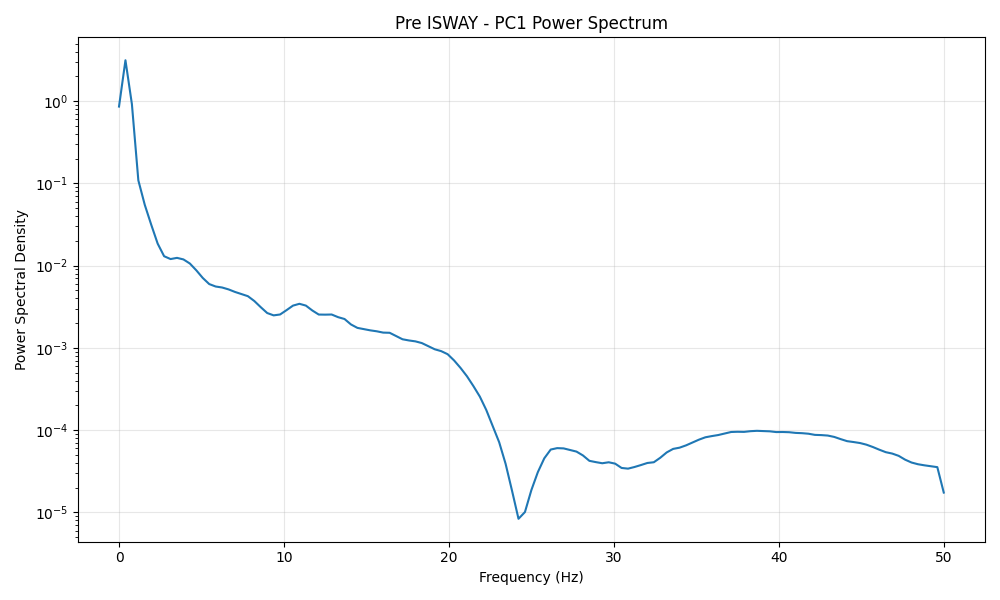 Pre ISWAY - PC1 Power Spectrum
Power Spectral Density
10⁰
10⁻¹
10⁻²
10⁻³
10⁻⁴
10⁻⁵
0 10 20 30 40 50
Frequency (Hz)